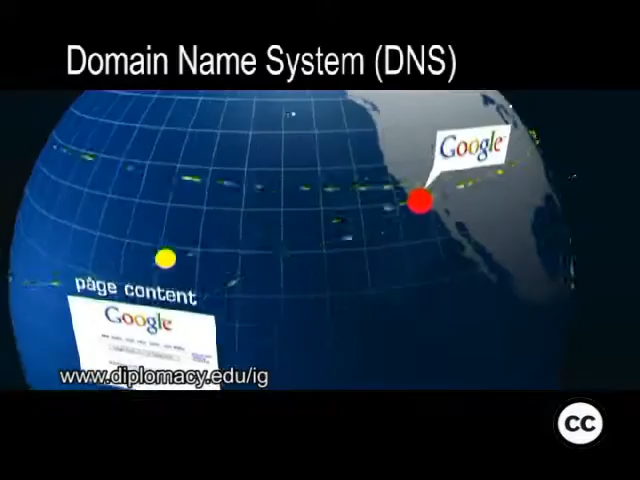 Domain Name System (DNS)
Google
page content
Google
www.diplomacy.edu/ig
cc